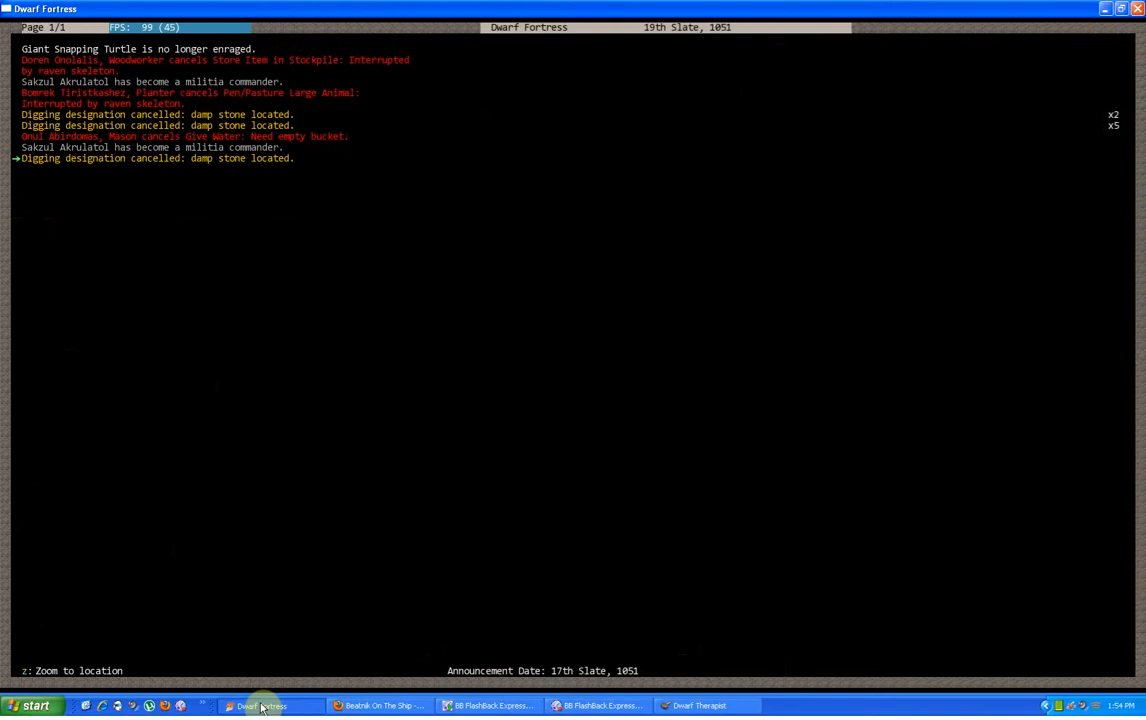 Dwarf Fortress
Page 1/1 FPS: 99 (45) Dwarf Fortress 19th Slate, 1051
Giant Snapping Turtle is no longer enraged.
Doren Onolalis, Woodworker cancels Store Item in Stockpile: Interrupted
by raven skeleton.
Sakzul Akrulatol has become a militia commander.
Bomrek Tiristkashez, Planter cancels Pen/Pasture Large Animal:
Interrupted by raven skeleton.
Digging designation cancelled: damp stone located. x2
Digging designation cancelled: damp stone located. x5
Onul Abirdomas, Mason cancels Give Water: Need empty bucket.
Sakzul Akrulatol has become a militia commander.
Digging designation cancelled: damp stone located.
z: Zoom to location Announcement Date: 17th Slate, 1051
start Dwarf Fortress Beatnik On The Ship -... BB FlashBack Express... BB FlashBack Express... Dwarf Therapist 1:54 PM